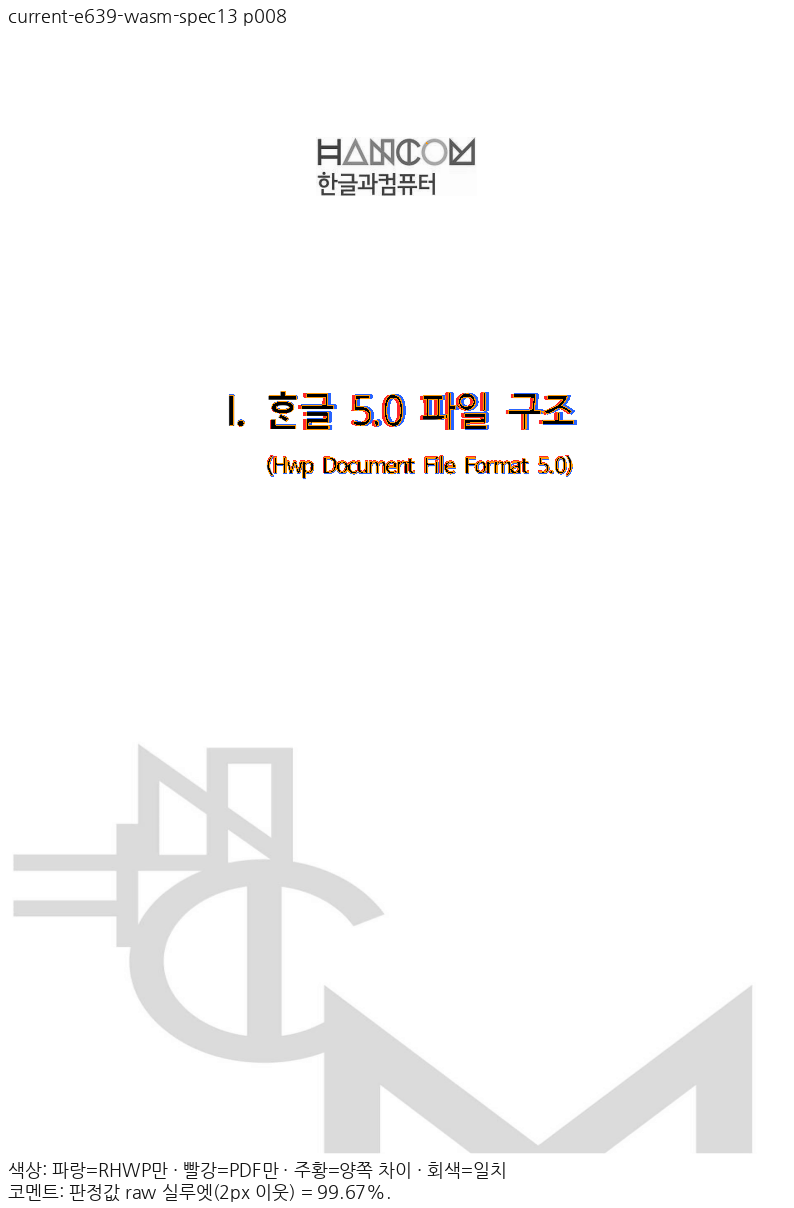 current-e639-wasm-spec13 p008
HANCOM
한글과컴퓨터
I. 한글 5.0 파일 구조
(Hwp Document File Format 5.0)
색상: 파랑=RHWP만 · 빨강=PDF만 · 주황=양쪽 차이 · 회색=일치
코멘트: 판정값 raw 실루엣(2px 이웃) = 99.67%.